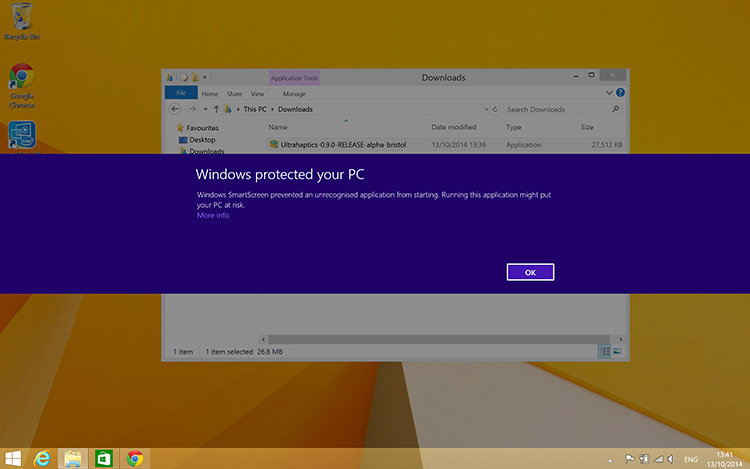 Recycle Bin
Google
Chrome
Application Tools
Downloads
File Home Share View Manage
This PC Downloads
Search Downloads
Favourites
Desktop
Downloads
Name Date modified Type Size
Ultrahaptics-0.9.0-RELEASE-alpha-bristol 13/10/2014 13:36 Application 27,512 KB
Windows protected your PC
Windows SmartScreen prevented an unrecognised application from starting. Running this application might put
your PC at risk.
More info
OK
1 item 1 item selected 26.8 MB
ENG
13:41
13/10/2014